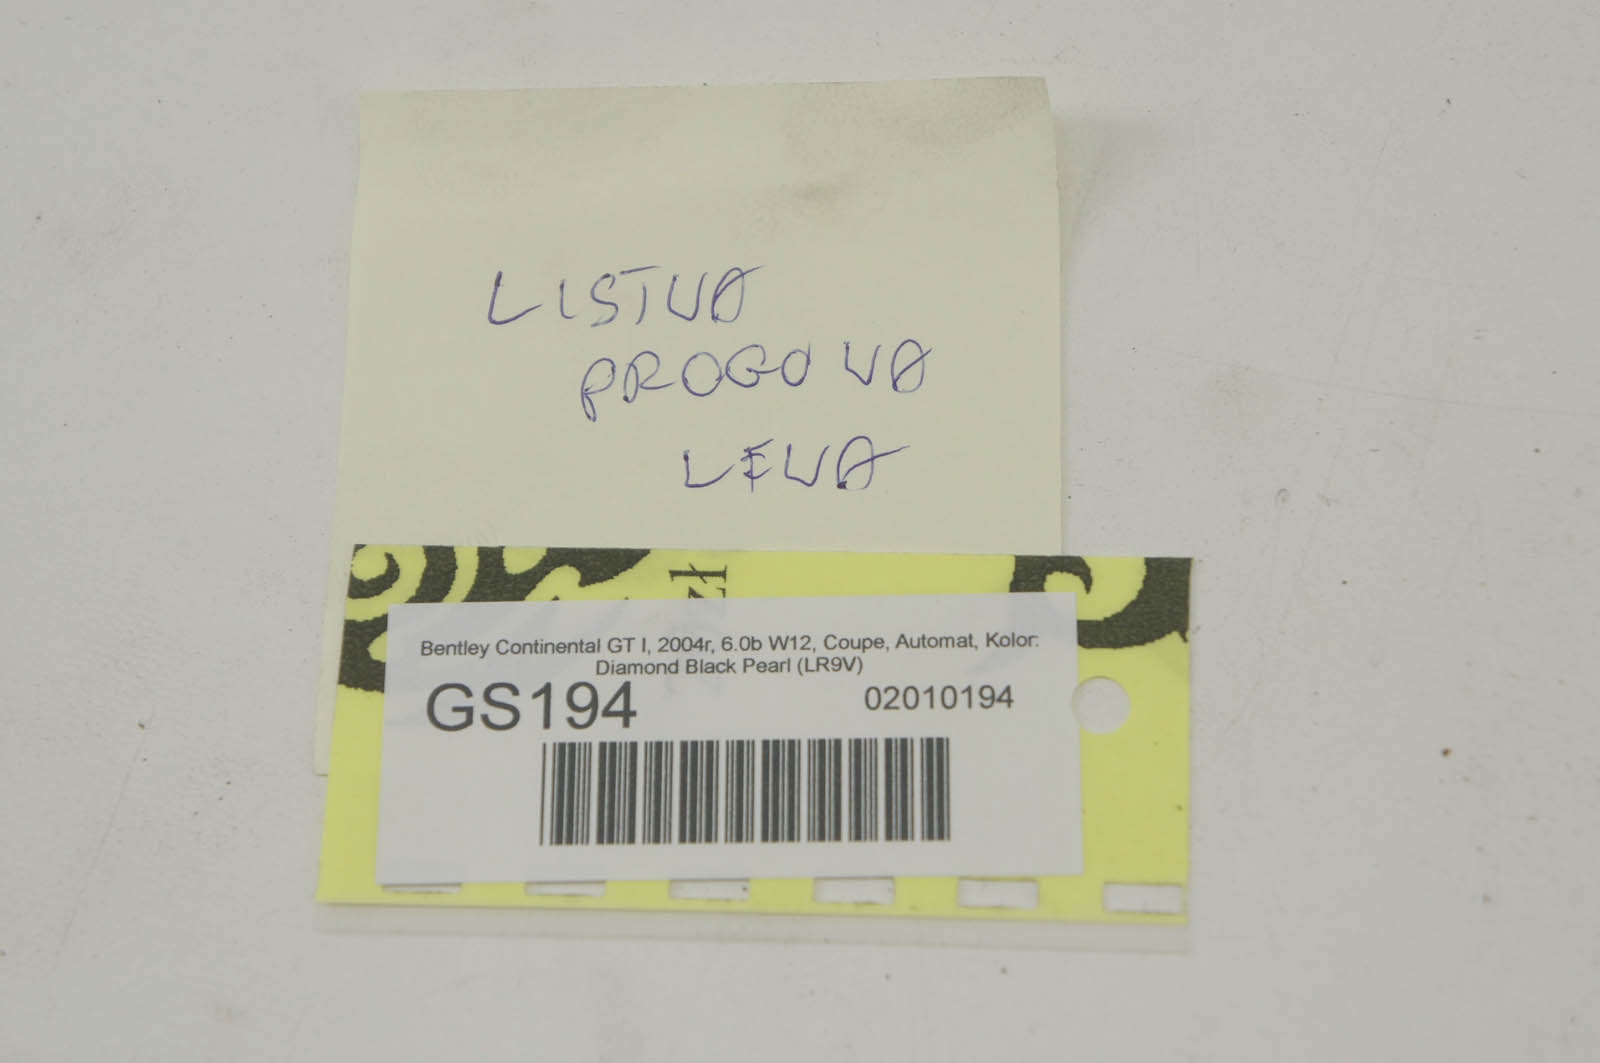 LISTWA
PROGOWA
LEWA
zł
Bentley Continental GT I, 2004r, 6.0b W12, Coupe, Automat, Kolor:
Diamond Black Pearl (LR9V)
GS194 02010194